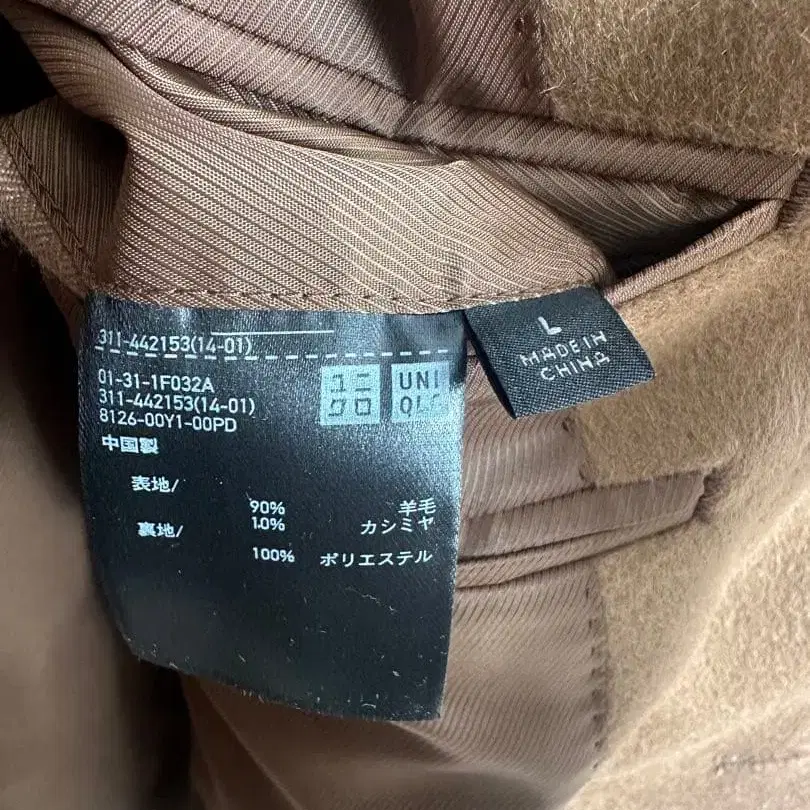 311-442153(14-01)
01-31-1F032A
311-442153(14-01)
8126-00Y1-00PD
中国製
ユニ
クロ
UNI
QLO
表地/
90% 羊毛
10% カシミヤ
裏地/
100% ポリエステル
L
MADE IN
CHINA